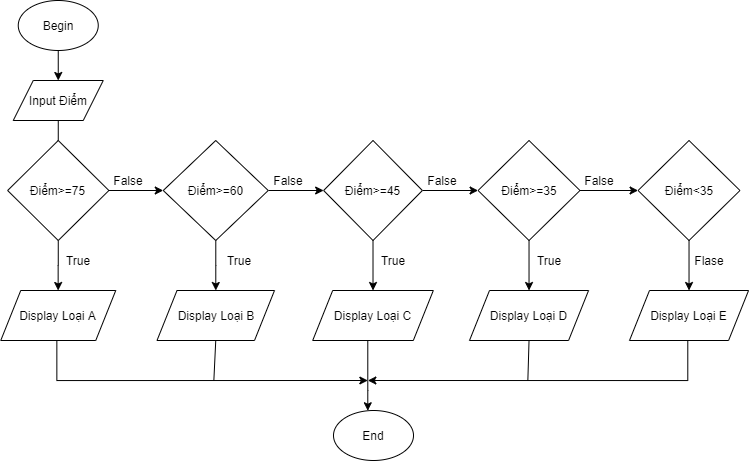 Begin
Input Điểm
Điểm>=75
False
Điểm>=60
False
Điểm>=45
False
Điểm>=35
False
Điểm<35
True
True
True
True
Flase
Display Loại A
Display Loại B
Display Loại C
Display Loại D
Display Loại E
End